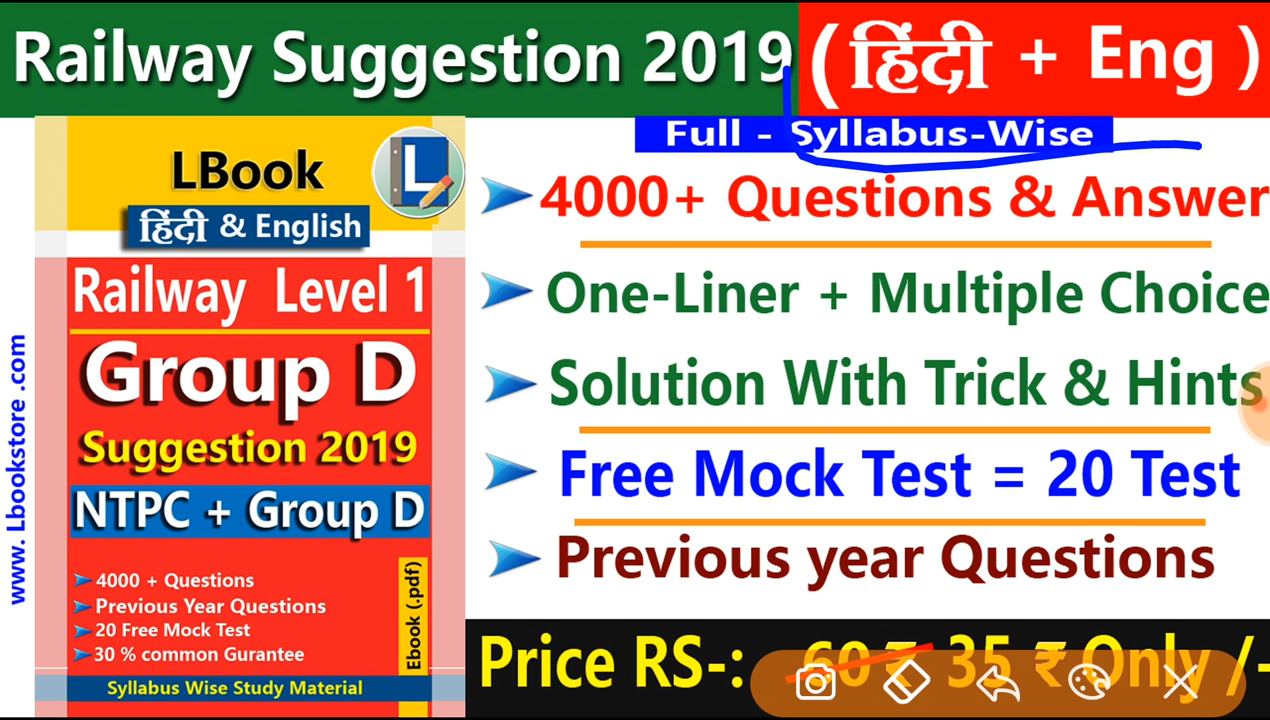 Railway Suggestion 2019 ( हिंदी + Eng )
Full - Syllabus-Wise
LBook
L
हिंदी & English
Railway Level 1
Group D
Suggestion 2019
NTPC + Group D
4000 + Questions
Previous Year Questions
20 Free Mock Test
30 % common Gurantee
Ebook (.pdf)
Syllabus Wise Study Material
www. Lbookstore .com
4000+ Questions & Answer
One-Liner + Multiple Choice
Solution With Trick & Hints
Free Mock Test = 20 Test
Previous year Questions
Price RS-: 60 ₹ 35 ₹ Only /-